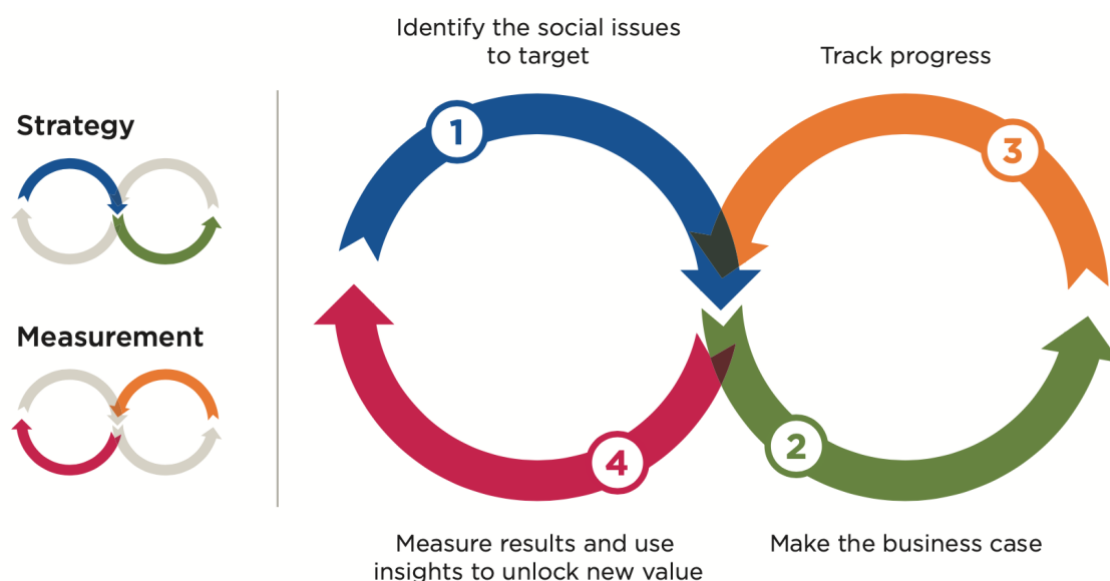 Strategy
Measurement
Identify the social issues
to target
1
Track progress
3
2
Make the business case
4
Measure results and use
insights to unlock new value